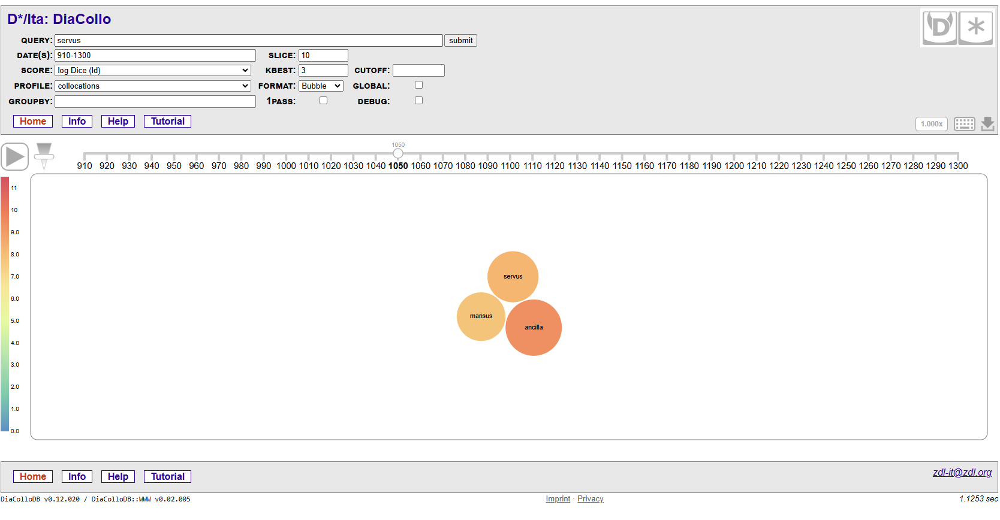 D*/lta: DiaCollo
QUERY: servus submit
DATE(S): 910-1300 SLICE: 10
SCORE: log Dice (ld) KBEST: 3 CUTOFF:
PROFILE: collocations FORMAT: Bubble GLOBAL:
GROUPBY: 1PASS: DEBUG:
Home Info Help Tutorial
1.000x
1050
910 920 930 940 950 960 970 980 990 1000 1010 1020 1030 1040 1050 1060 1070 1080 1090 1100 1110 1120 1130 1140 1150 1160 1170 1180 1190 1200 1210 1220 1230 1240 1250 1260 1270 1280 1290 1300
11
10
9.0
8.0
7.0
6.0
5.0
4.0
3.0
2.0
1.0
0.0
servus
mansus
ancilla
Home Info Help Tutorial
zdl-it@zdl.org
DiaColloDB v0.12.020 / DiaColloDB::WWW v0.02.005
Imprint · Privacy
1.1253 sec